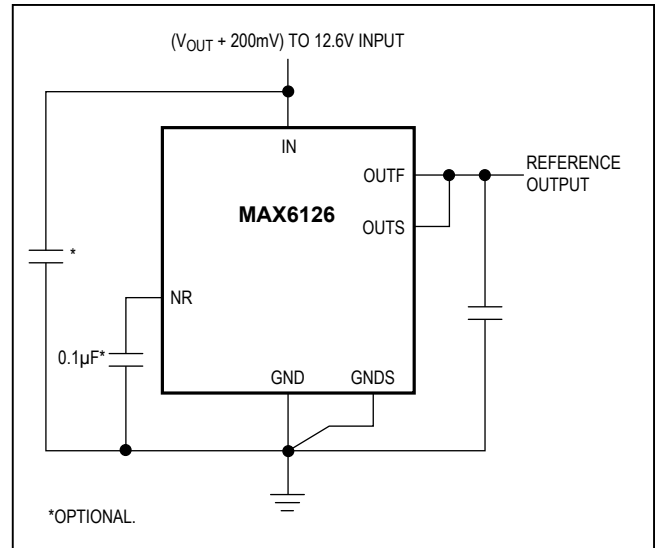 (VOUT + 200mV) TO 12.6V INPUT
IN
OUTF
REFERENCE
OUTPUT
MAX6126
OUTS
*
NR
0.1µF*
GND
GNDS
*OPTIONAL.